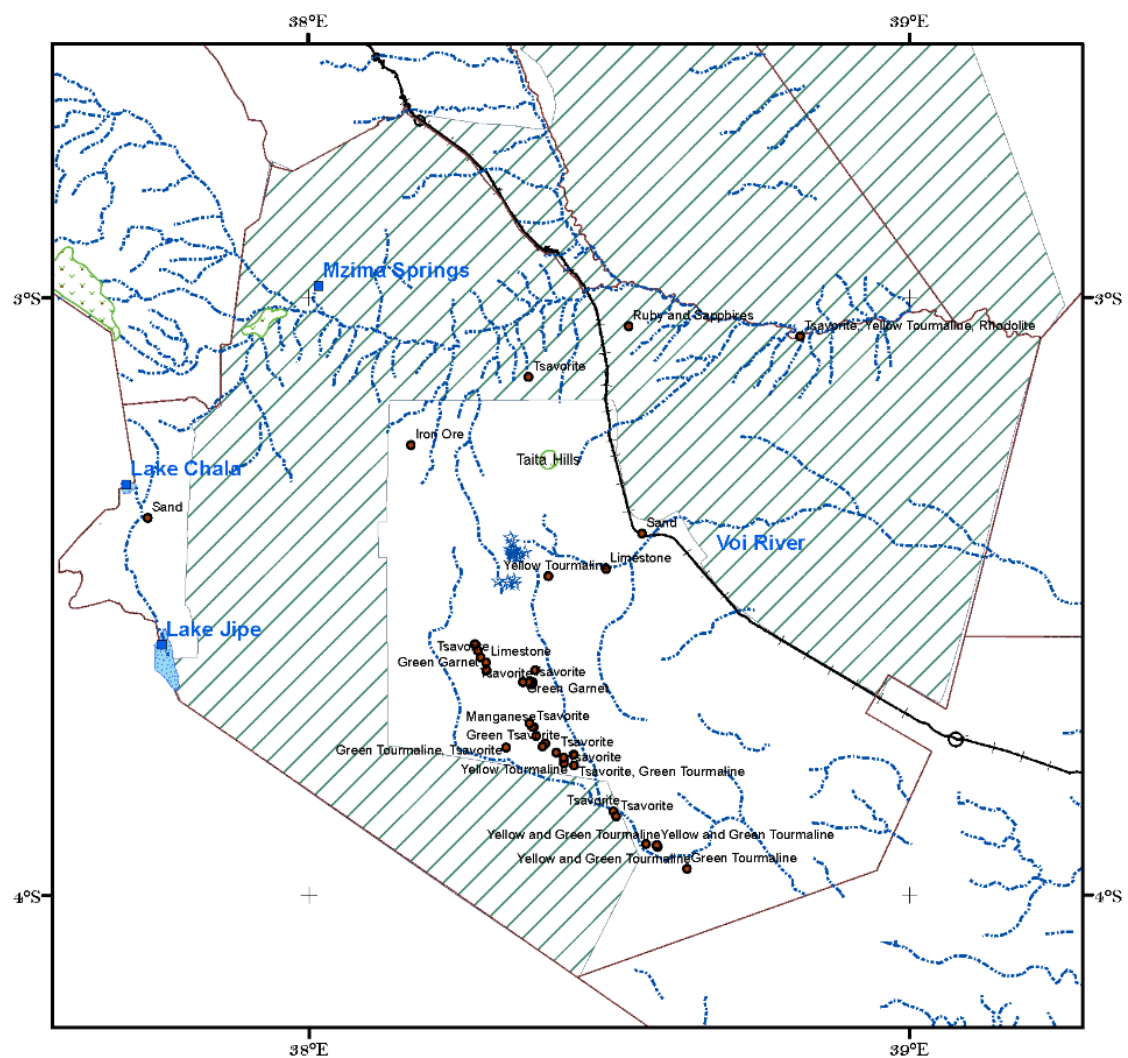 38°E 39°E
Mzima Springs
3°S 3°S
Ruby and Sapphires
Tsavorite, Yellow Tourmaline, Rhodolite
Tsavorite
Iron Ore
Taita Hills
Lake Chala
Sand
Sand
Voi River
Limestone
Yellow Tourmaline
Lake Jipe
Tsavorite
Limestone
Green Garnet
Tsavorite
Tsavorite
Green Garnet
Manganese
Tsavorite
Green Tsavorite
Tsavorite
Green Tourmaline, Tsavorite
Tsavorite
Yellow Tourmaline
Tsavorite, Green Tourmaline
Tsavorite
Tsavorite
Yellow and Green Tourmaline
Yellow and Green Tourmaline
Yellow and Green Tourmaline
Green Tourmaline
4°S 4°S
38°E 39°E